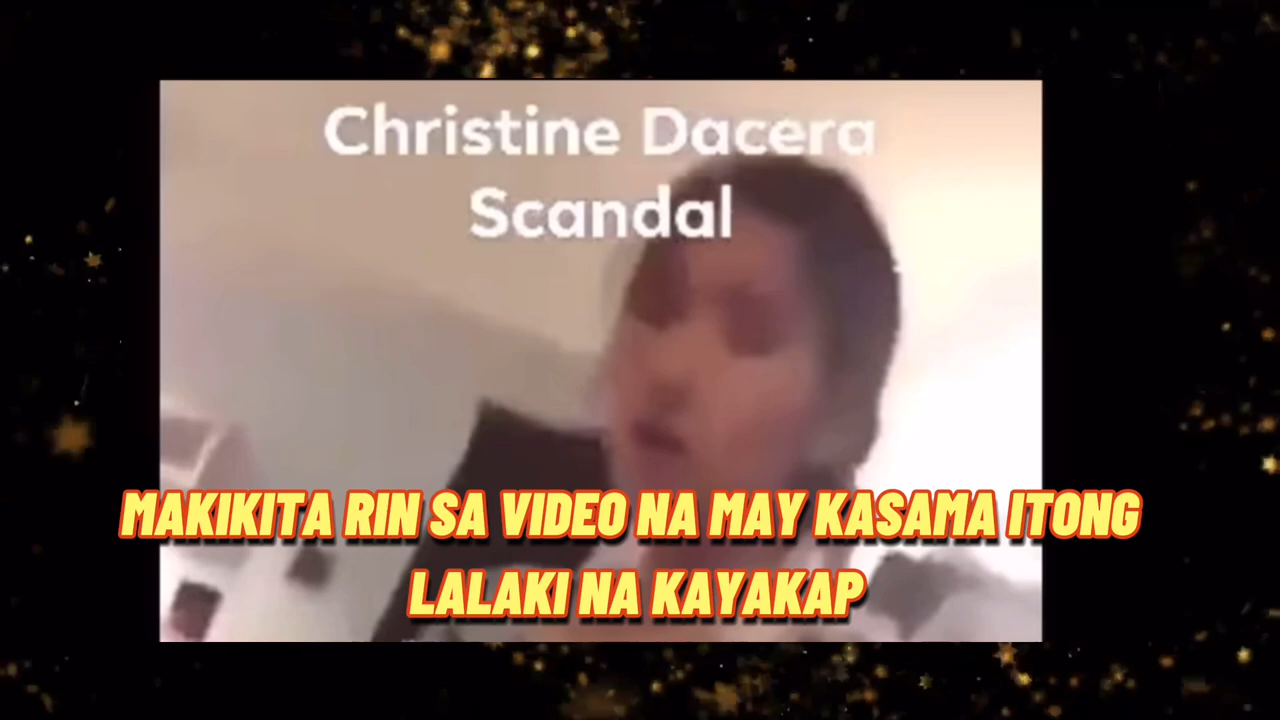 Christine Dacera
Scandal
MAKIKITA RIN SA VIDEO NA MAY KASAMA ITONG
LALAKI NA KAYAKAP